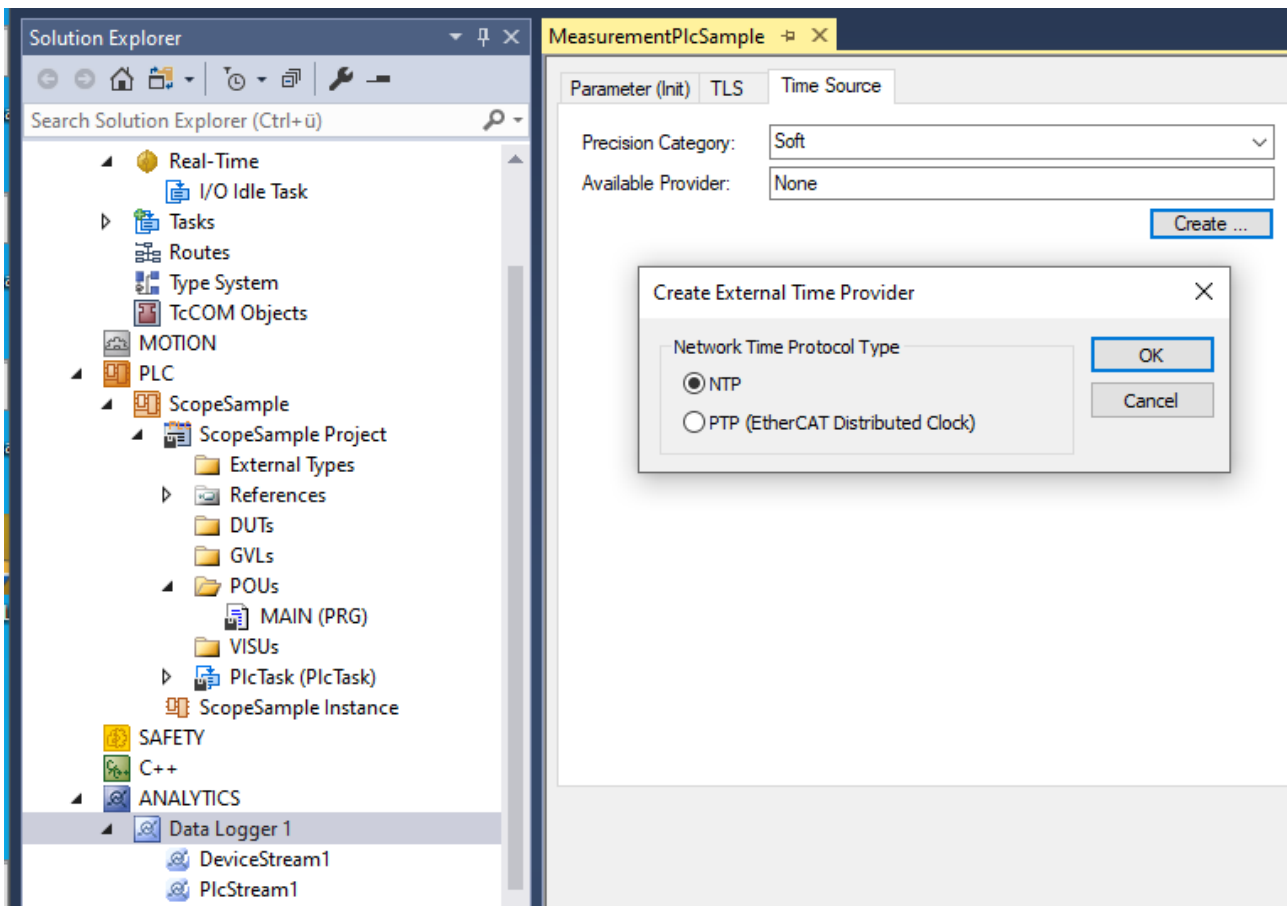 Solution Explorer
Search Solution Explorer (Ctrl+ü)
Real-Time
I/O Idle Task
Tasks
Routes
Type System
TcCOM Objects
MOTION
PLC
ScopeSample
ScopeSample Project
External Types
References
DUTs
GVLs
POUs
MAIN (PRG)
VISUs
PlcTask (PlcTask)
ScopeSample Instance
SAFETY
C++
ANALYTICS
Data Logger 1
DeviceStream1
PlcStream1
MeasurementPlcSample
Parameter (Init) TLS Time Source
Precision Category: Soft
Available Provider: None
Create ...
Create External Time Provider
Network Time Protocol Type
NTP
PTP (EtherCAT Distributed Clock)
OK
Cancel